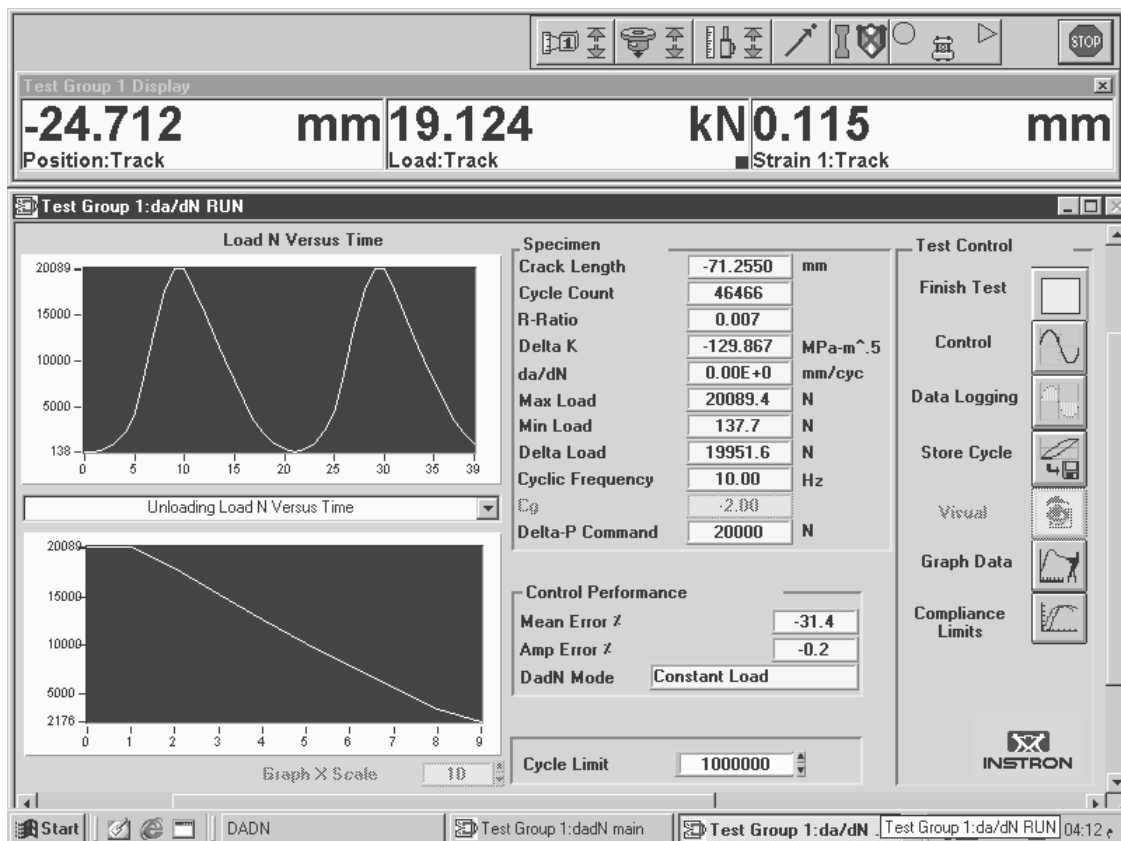 1
STOP
Test Group 1 Display
-24.712 mm
19.124 kN
0.115 mm
Position:Track
Load:Track
Strain 1:Track
Test Group 1:da/dN RUN
Load N Versus Time
20089
15000
10000
5000
138
0 5 10 15 20 25 30 35 39
Unloading Load N Versus Time
20089
15000
10000
5000
2176
0 1 2 3 4 5 6 7 8 9
Graph X Scale 10
Specimen
Crack Length -71.2550 mm
Cycle Count 46466
R-Ratio 0.007
Delta K -129.867 MPa-m^.5
da/dN 0.00E+0 mm/cyc
Max Load 20089.4 N
Min Load 137.7 N
Delta Load 19951.6 N
Cyclic Frequency 10.00 Hz
Cg -2.00
Delta-P Command 20000 N
Control Performance
Mean Error % -31.4
Amp Error % -0.2
DadN Mode Constant Load
Cycle Limit 1000000
Test Control
Finish Test
Control
Data Logging
Store Cycle
Visual
Graph Data
Compliance
Limits
INSTRON
Start
DADN
Test Group 1:dadN main
Test Group 1:da/dN ..
Test Group 1:da/dN RUN
04:12 م